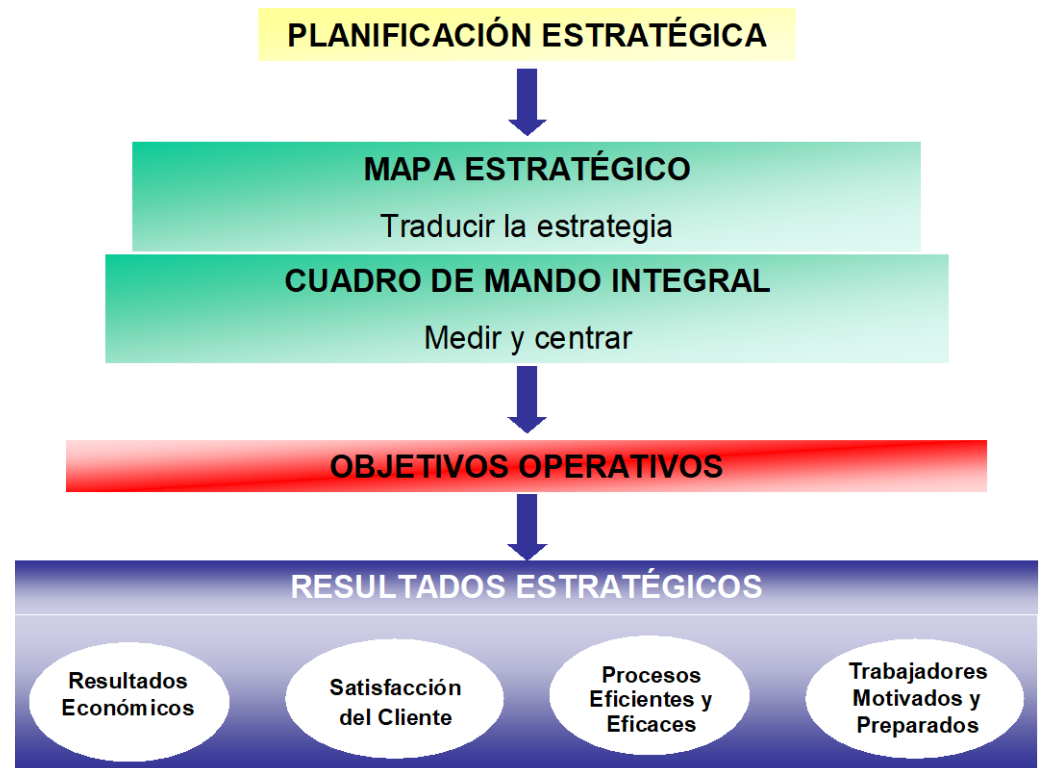 PLANIFICACIÓN ESTRATÉGICA
MAPA ESTRATÉGICO
Traducir la estrategia
CUADRO DE MANDO INTEGRAL
Medir y centrar
OBJETIVOS OPERATIVOS
RESULTADOS ESTRATÉGICOS
Resultados
Económicos
Satisfacción
del Cliente
Procesos
Eficientes y
Eficaces
Trabajadores
Motivados y
Preparados